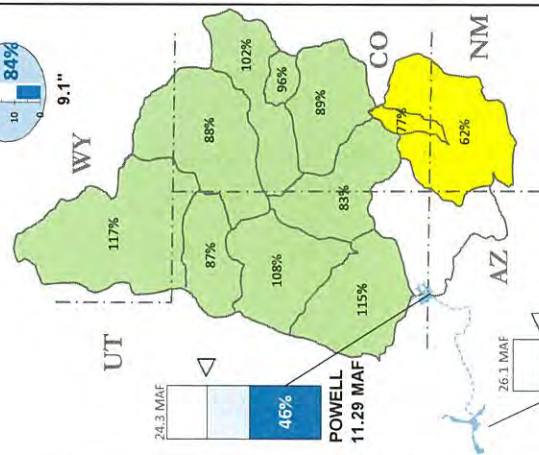 10
84%
0
9.1"
WY
UT
CO
NM
AZ
117%
88%
102%
96%
89%
87%
108%
83%
77%
62%
115%
24.3 MAF
46%
POWELL
11.29 MAF
26.1 MAF